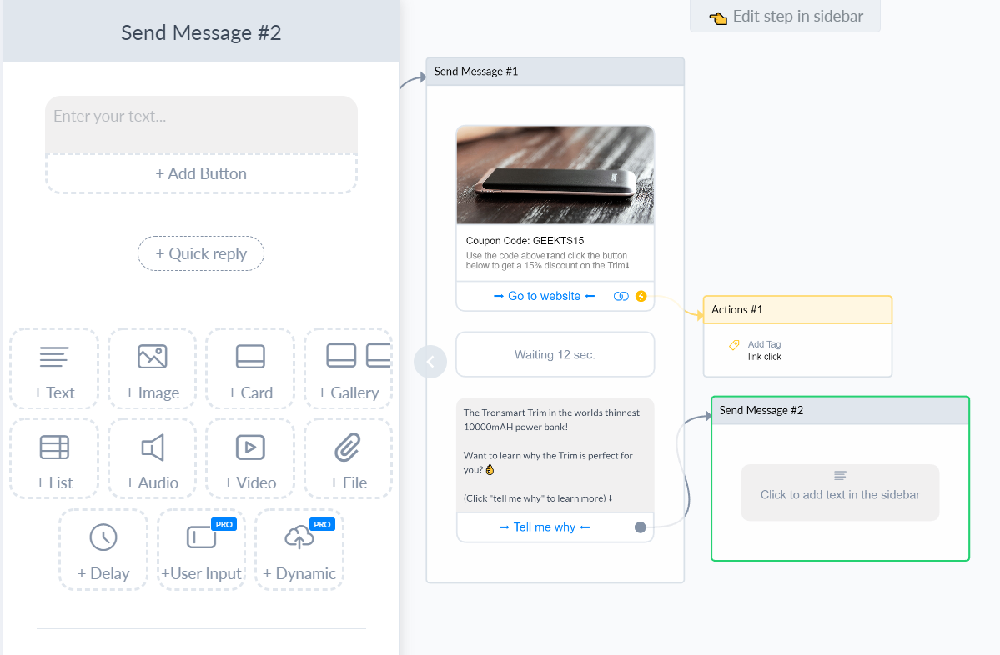 Send Message #2
Enter your text...
+ Add Button
+ Quick reply
+ Text
+ Image
+ Card
+ Gallery
+ List
+ Audio
+ Video
+ File
PRO
PRO
+ Delay
+User Input
+ Dynamic
👈 Edit step in sidebar
Send Message #1
Coupon Code: GEEKTS15
Use the code above⬆and click the button
below to get a 15% discount on the Trim⬇
➞ Go to website ←
Waiting 12 sec.
The Tronsmart Trim in the worlds thinnest
10000mAH power bank!
Want to learn why the Trim is perfect for
you? 👌
(Click "tell me why" to learn more) ⬇
➞ Tell me why ←
Actions #1
Add Tag
link click
Send Message #2
Click to add text in the sidebar